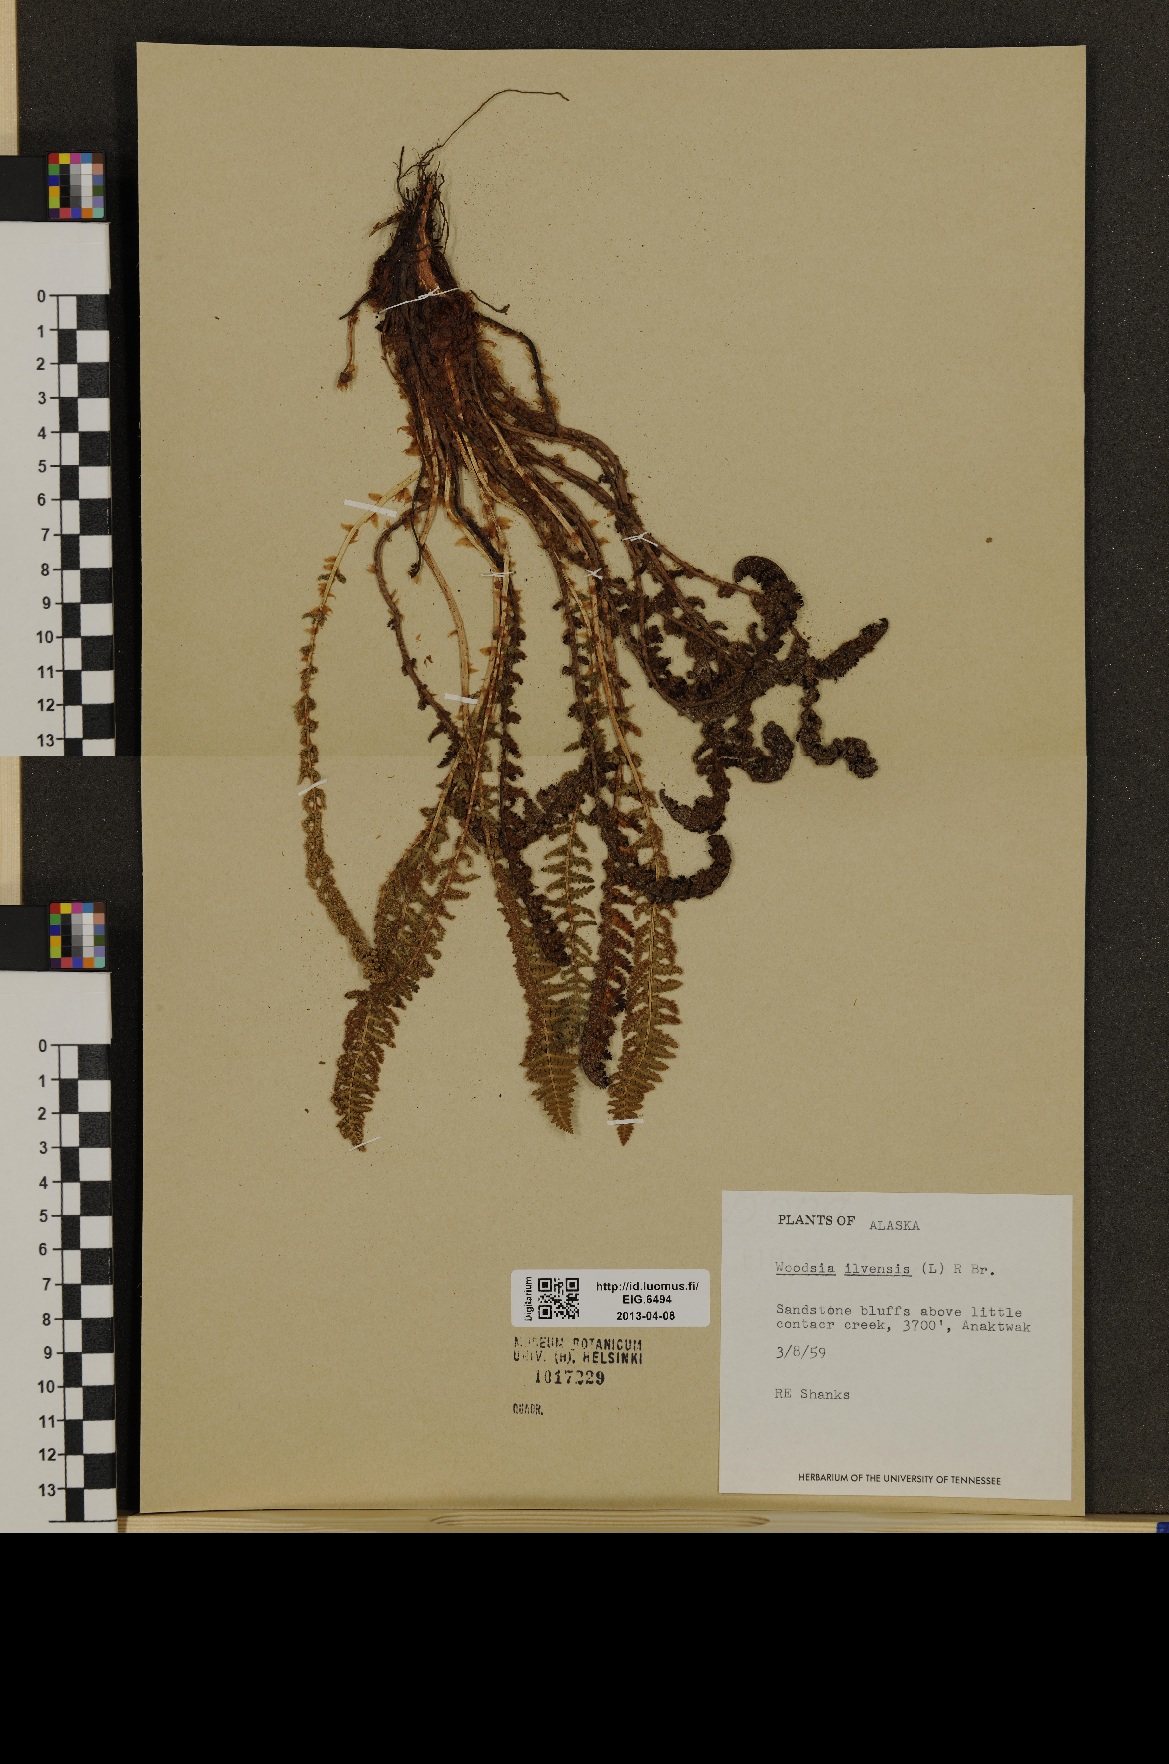 0
1
2
3
4
5
6
7
8
9
10
11
12
13
0
1
2
3
4
5
6
7
8
9
10
11
12
13
PLANTS OF ALASKA
Woodsia ilvensis (L) R Br.
Sandstone bluffs above little
contacr creek, 3700', Anaktwak
3/8/59
RE Shanks
HERBARIUM OF THE UNIVERSITY OF TENNESSEE
Digitarium
http://id.luomus.fi/
EIG.6494
2013-04-08
MUSEUM BOTANICUM
UNIV. (H), HELSINKI
1017229
QUADR.